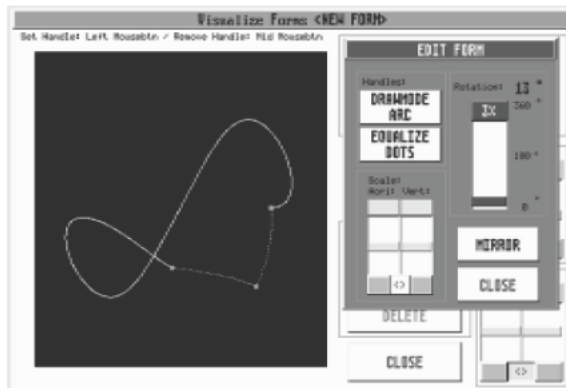 Visualize Forms <NEW FORM>
Set Handle: Left Mousebtn / Remove Handle: Mid Mousebtn
EDIT FORM
Handles:
DRAWMODE
ARC
EQUALIZE
DOTS
Rotation: 13 °
360 °
180 °
0 °
Scale:
Hori: Vert:
<>
MIRROR
CLOSE
DELETE
CLOSE
<>